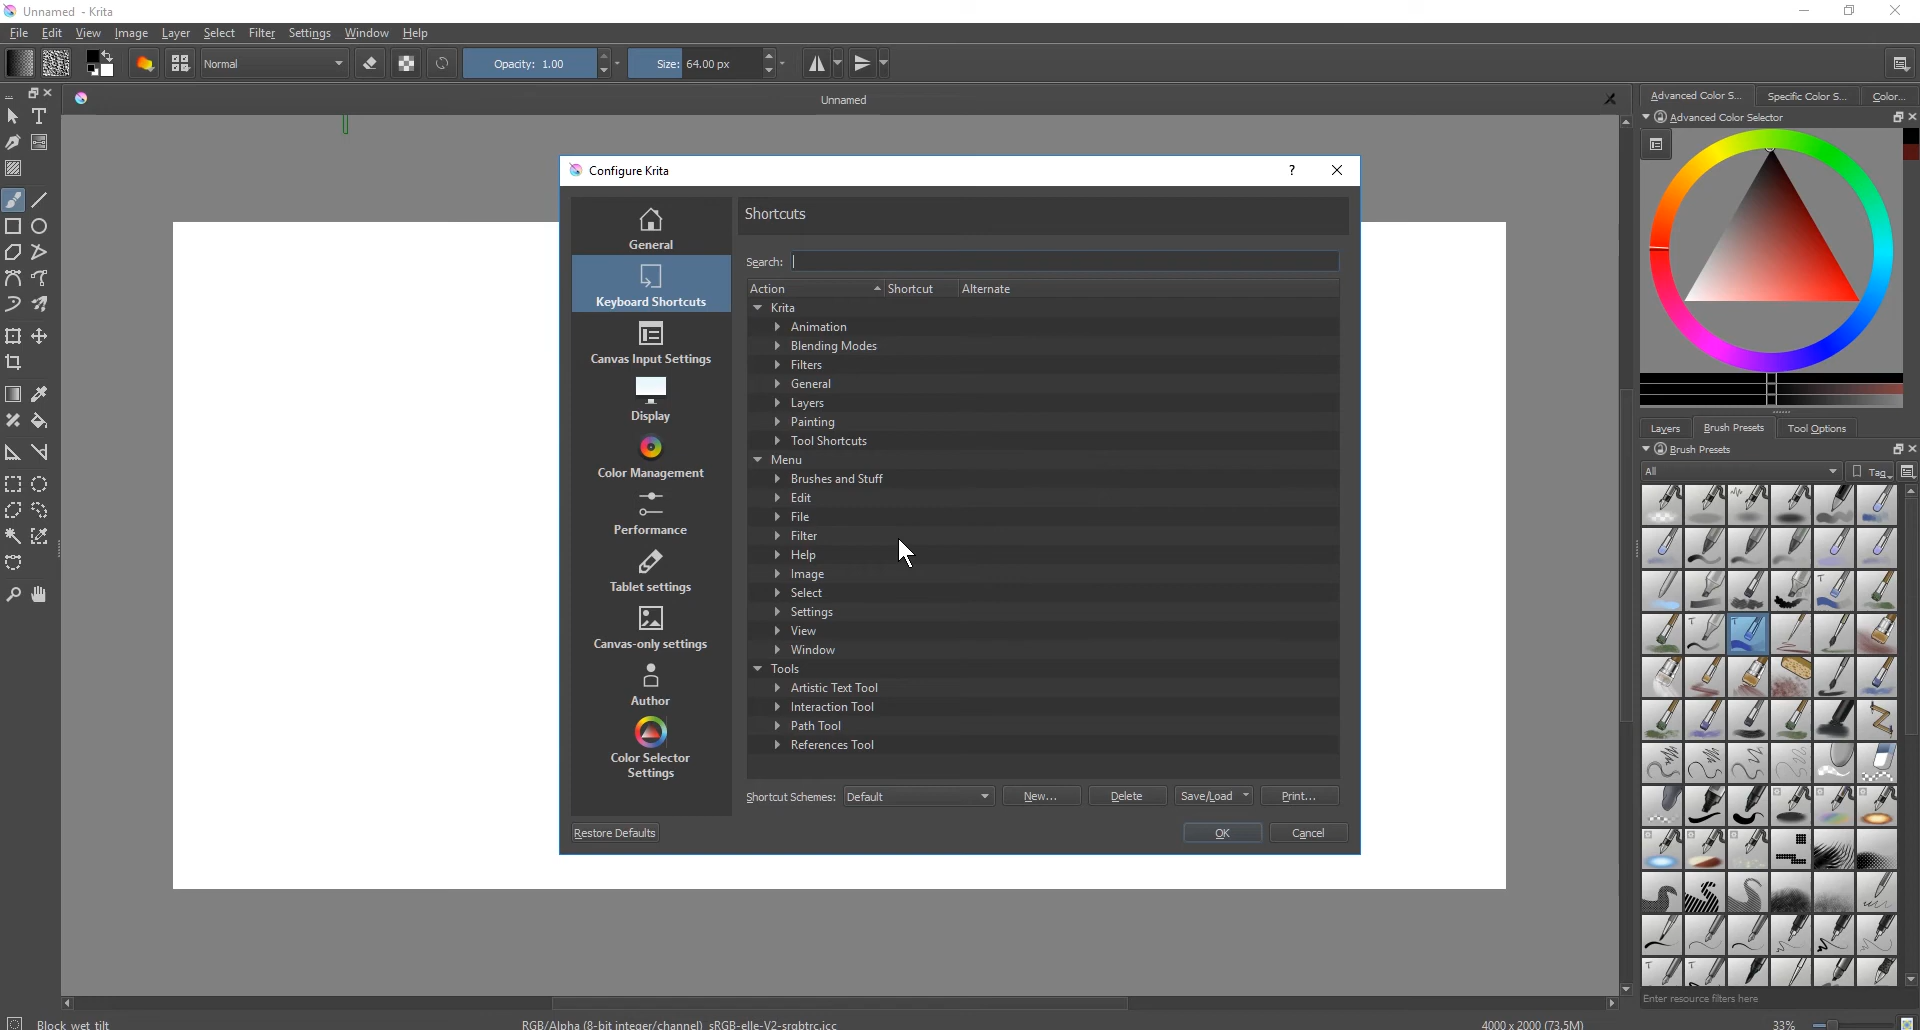 Unnamed - Krita
File Edit View Image Layer Select Filter Settings Window Help
Normal
Opacity: 1.00
Size: 64.00 px
Unnamed
Advanced Color S... Specific Color S... Color...
Advanced Color Selector
Configure Krita
?
General
Keyboard Shortcuts
Canvas Input Settings
Display
Color Management
Performance
Tablet settings
Canvas-only settings
Author
Color Selector
Settings
Shortcuts
Search:
Action Shortcut Alternate
Krita
Animation
Blending Modes
Filters
General
Layers
Painting
Tool Shortcuts
Menu
Brushes and Stuff
Edit
File
Filter
Help
Image
Select
Settings
View
Window
Tools
Artistic Text Tool
Interaction Tool
Path Tool
References Tool
Shortcut Schemes: Default New... Delete Save/Load Print...
Restore Defaults OK Cancel
Layers Brush Presets Tool Options
Brush Presets
All Tag
Enter resource filters here
Block wet tilt RGB/Alpha (8-bit integer/channel) sRGB-elle-V2-srgbtrc.icc 4000 x 2000 (73.5M) 33%